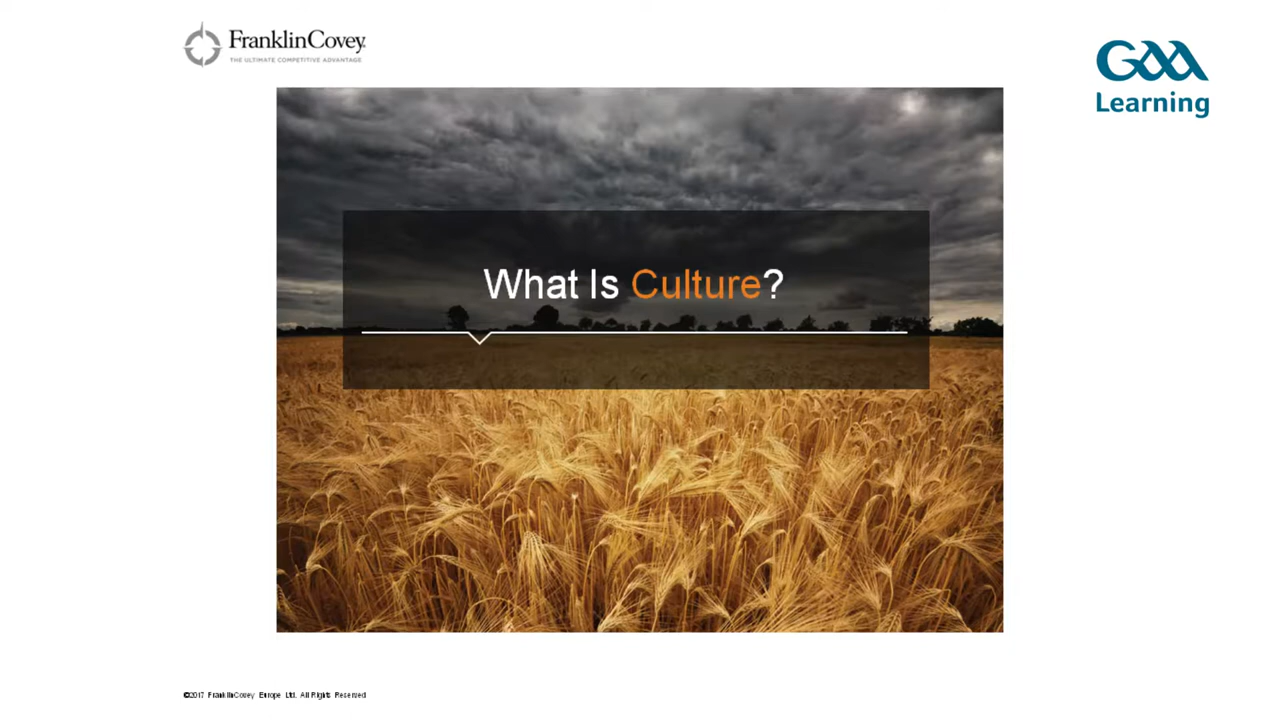 FranklinCovey
THE ULTIMATE COMPETITIVE ADVANTAGE
GAA
Learning
What Is Culture?
©2017 FranklinCovey Europe Ltd. All Rights Reserved